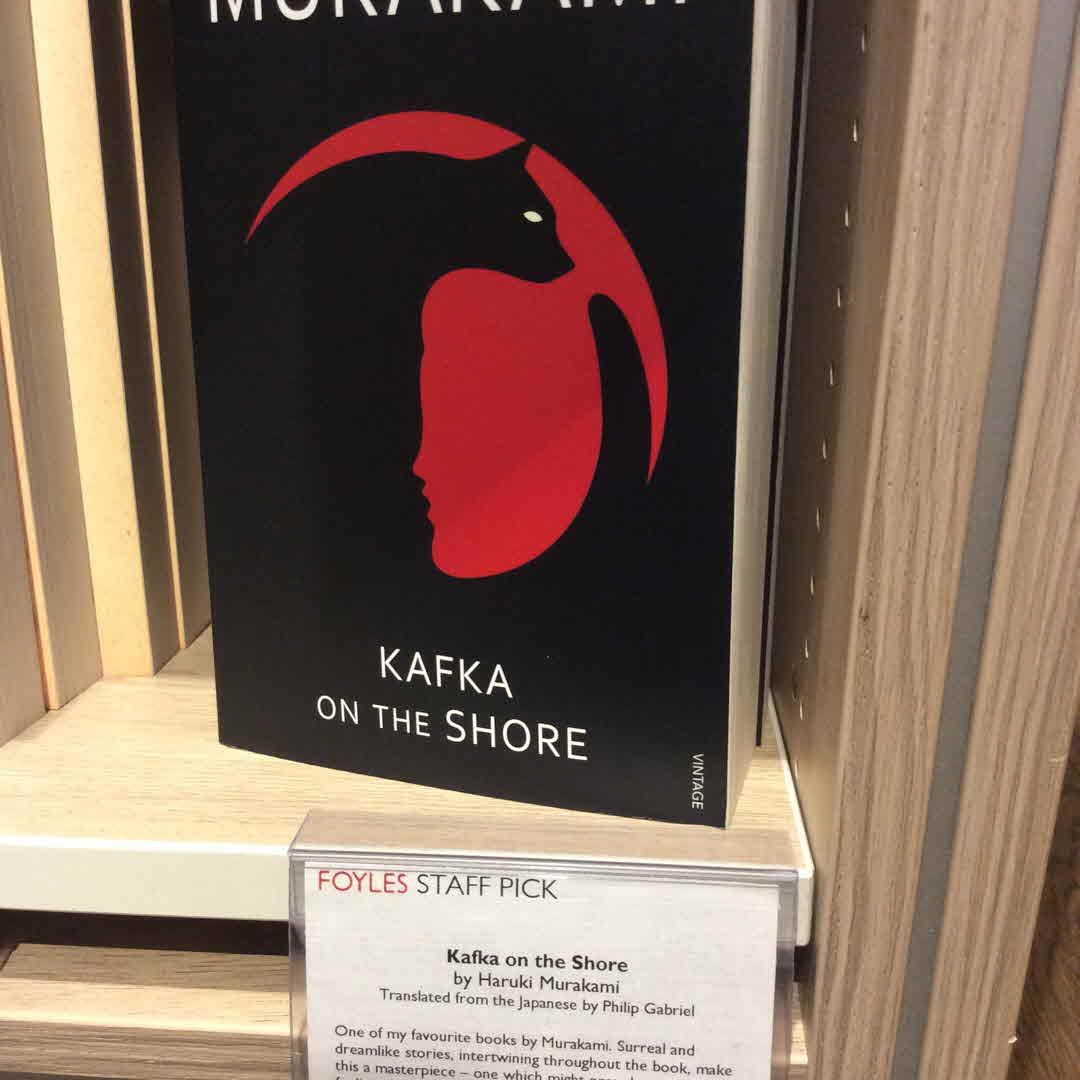 MURAKAMI
KAFKA
ON THE SHORE
VINTAGE
FOYLES STAFF PICK
Kafka on the Shore
by Haruki Murakami
Translated from the Japanese by Philip Gabriel
One of my favourite books by Murakami. Surreal and
dreamlike stories, intertwining throughout the book, make
this a masterpiece – one which might